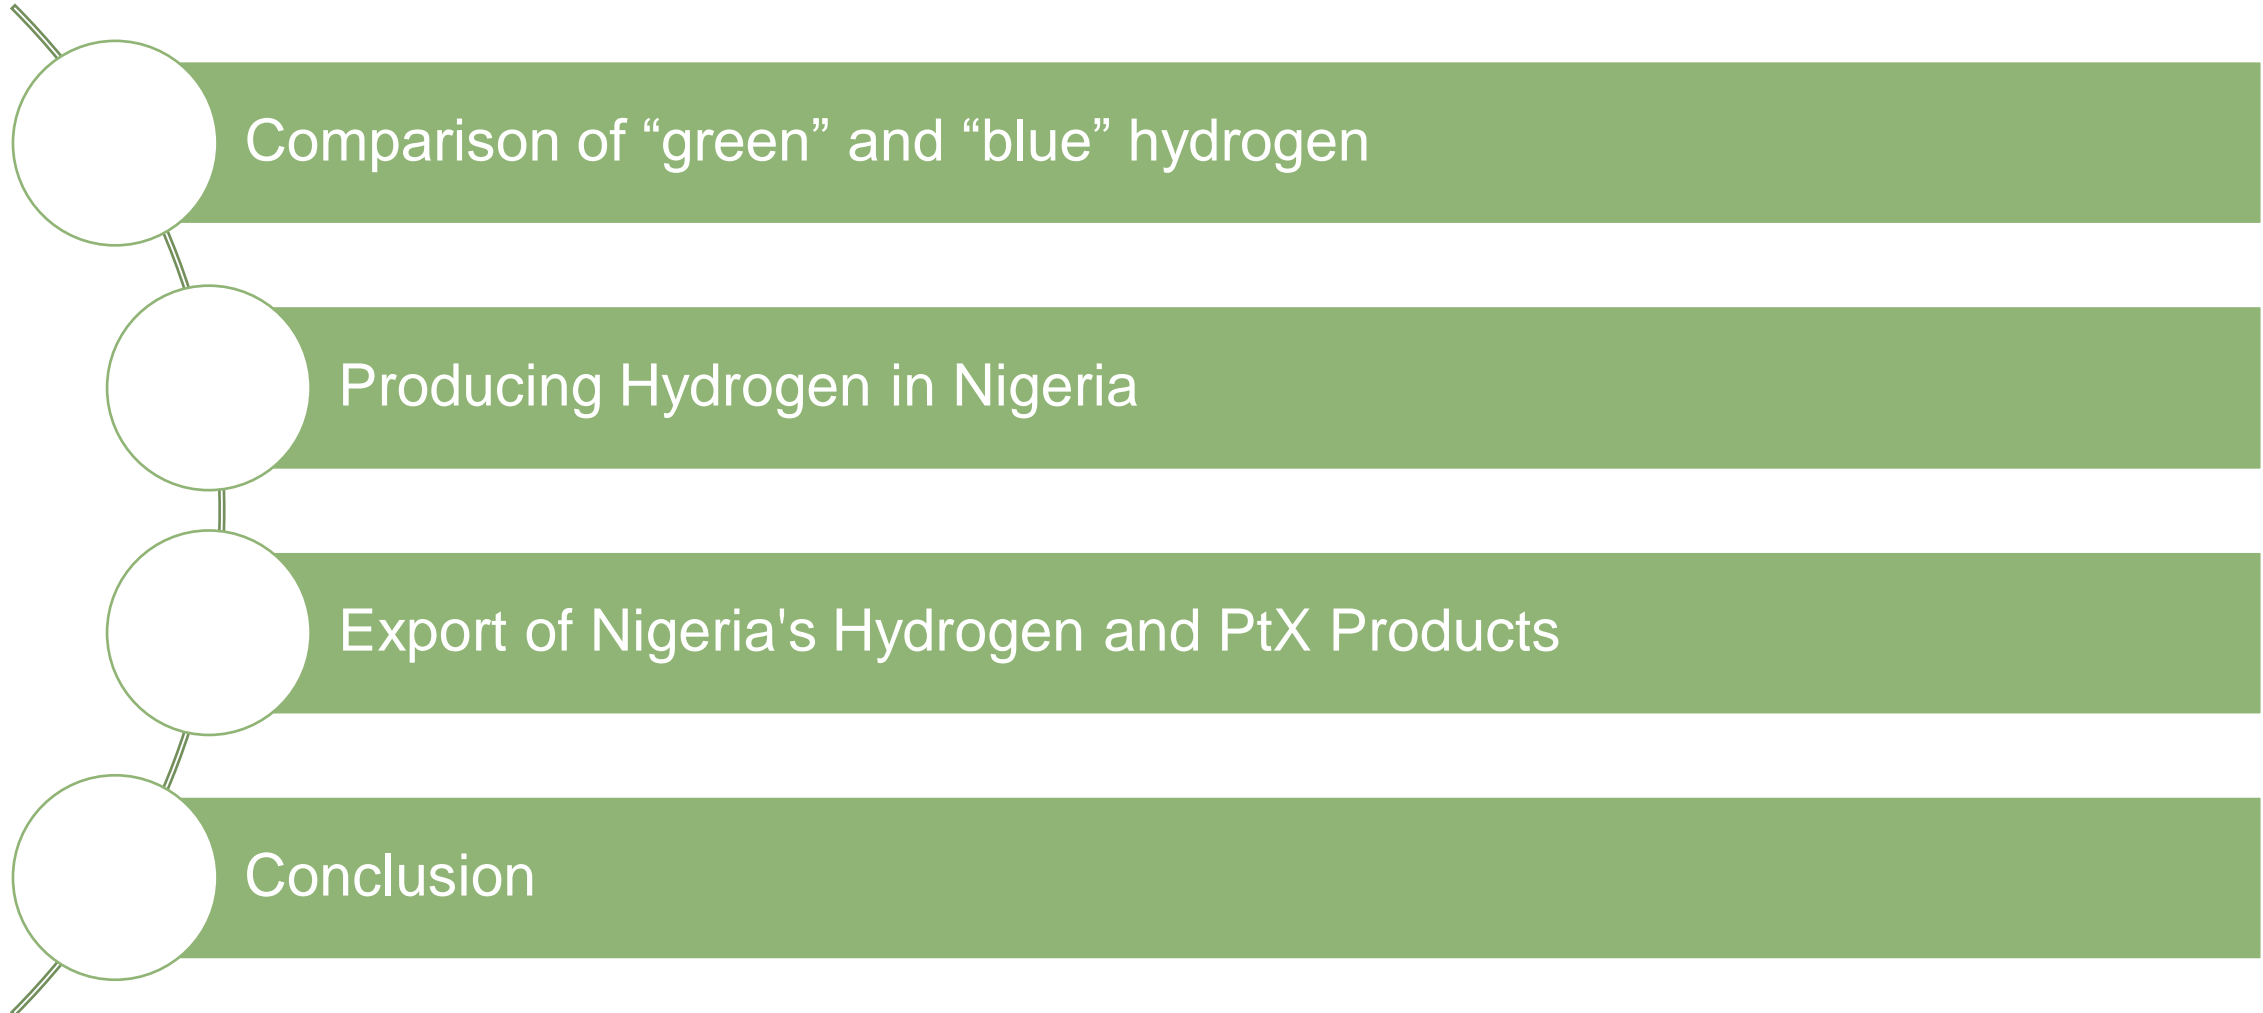 Comparison of “green” and “blue” hydrogen
Producing Hydrogen in Nigeria
Export of Nigeria's Hydrogen and PtX Products
Conclusion